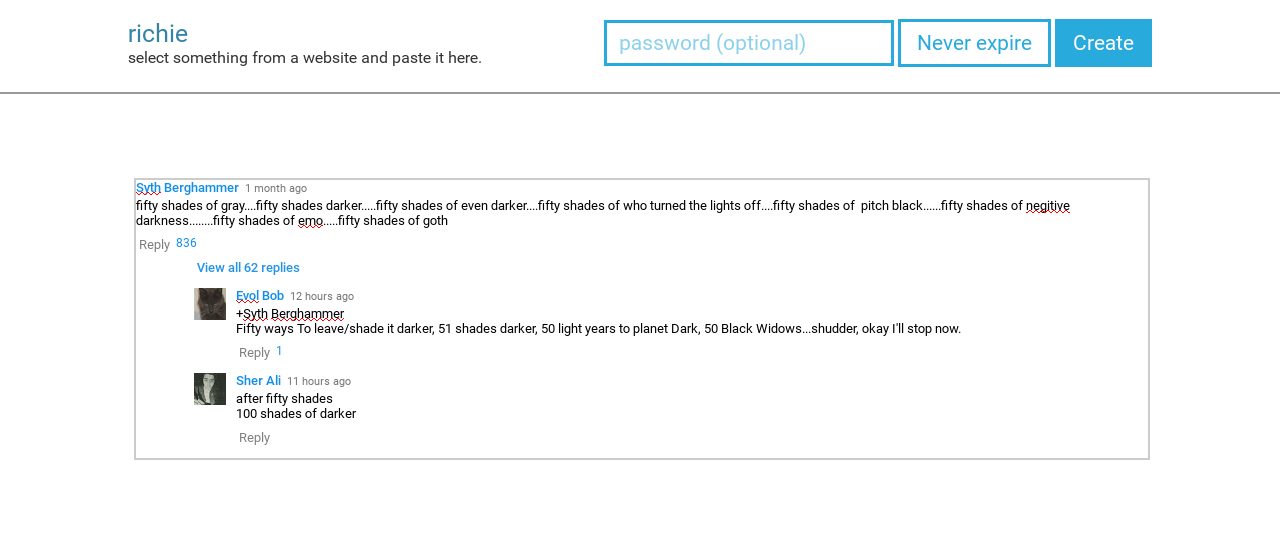 richie
select something from a website and paste it here.
password (optional)
Never expire
Create
Syth Berghammer 1 month ago
fifty shades of gray....fifty shades darker.....fifty shades of even darker....fifty shades of who turned the lights off....fifty shades of  pitch black......fifty shades of negitive
darkness........fifty shades of emo.....fifty shades of goth
Reply 836
View all 62 replies
Evol Bob 12 hours ago
+Syth Berghammer
Fifty ways To leave/shade it darker, 51 shades darker, 50 light years to planet Dark, 50 Black Widows...shudder, okay I'll stop now.
Reply 1
Sher Ali 11 hours ago
after fifty shades
100 shades of darker
Reply